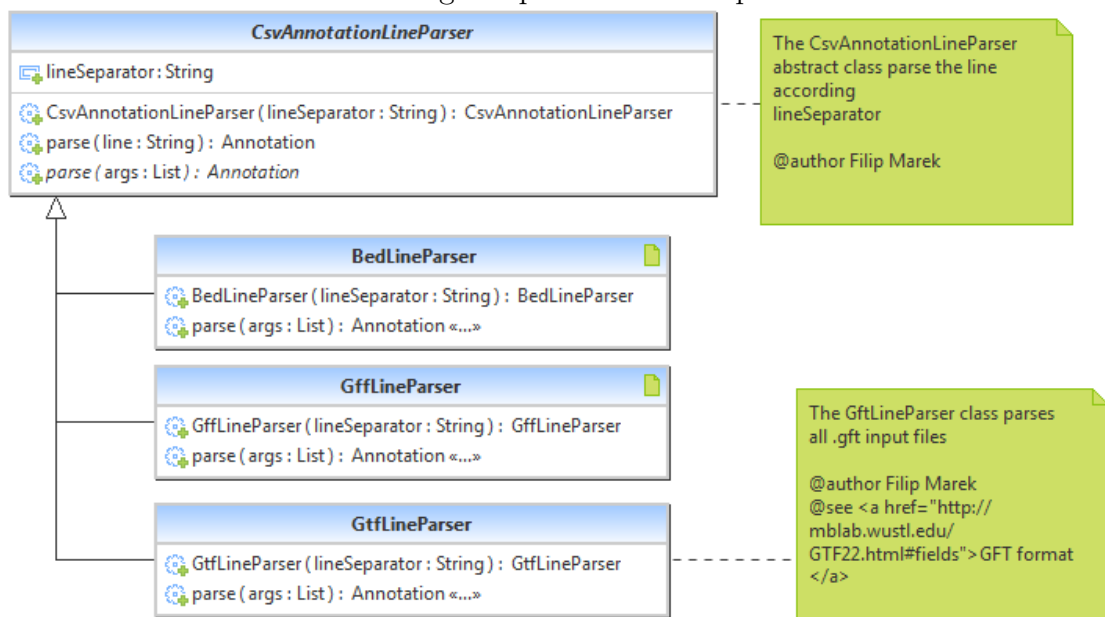 CsvAnnotationLineParser
lineSeparator : String
CsvAnnotationLineParser ( lineSeparator : String ) : CsvAnnotationLineParser
parse ( line : String ) : Annotation
parse ( args : List ) : Annotation
The CsvAnnotationLineParser
abstract class parse the line
according
lineSeparator
@author Filip Marek
BedLineParser
BedLineParser ( lineSeparator : String ) : BedLineParser
parse ( args : List ) : Annotation «...»
GffLineParser
GffLineParser ( lineSeparator : String ) : GffLineParser
parse ( args : List ) : Annotation «...»
GtfLineParser
GtfLineParser ( lineSeparator : String ) : GtfLineParser
parse ( args : List ) : Annotation «...»
The GftLineParser class parses
all .gft input files
@author Filip Marek
@see <a href="http://
mblab.wustl.edu/
GTF22.html#fields">GFT format
</a>